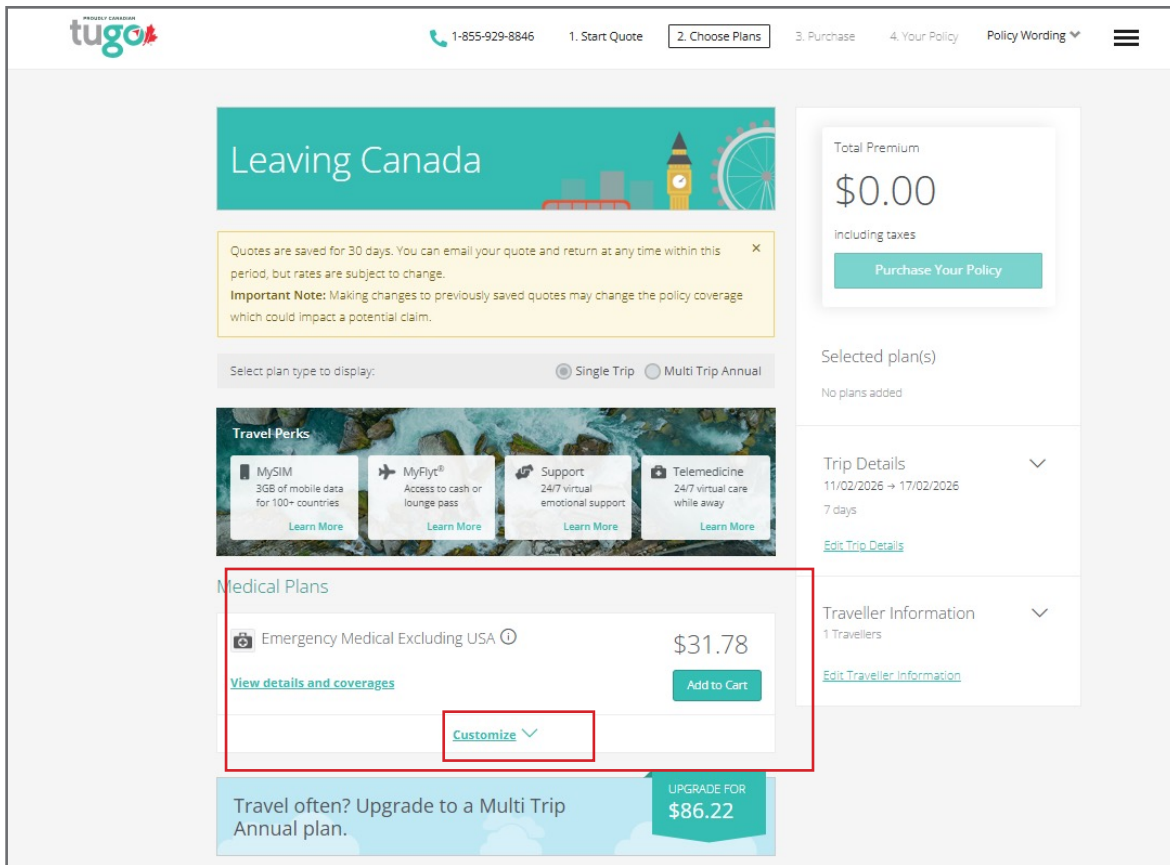 PROUDLY CANADIAN
tugo
1-855-929-8846
1. Start Quote
2. Choose Plans
3. Purchase
4. Your Policy
Policy Wording
Leaving Canada
Quotes are saved for 30 days. You can email your quote and return at any time within this
period, but rates are subject to change.
Important Note: Making changes to previously saved quotes may change the policy coverage
which could impact a potential claim.
×
Select plan type to display:
Single Trip
Multi Trip Annual
Travel Perks
MySIM
3GB of mobile data
for 100+ countries
Learn More
MyFlyt®
Access to cash or
lounge pass
Learn More
Support
24/7 virtual
emotional support
Learn More
Telemedicine
24/7 virtual care
while away
Learn More
Medical Plans
Emergency Medical Excluding USA
$31.78
View details and coverages
Add to Cart
Customize
Travel often? Upgrade to a Multi Trip
Annual plan.
UPGRADE FOR
$86.22
Total Premium
$0.00
including taxes
Purchase Your Policy
Selected plan(s)
No plans added
Trip Details
11/02/2026 → 17/02/2026
7 days
Edit Trip Details
Traveller Information
1 Travellers
Edit Traveller Information